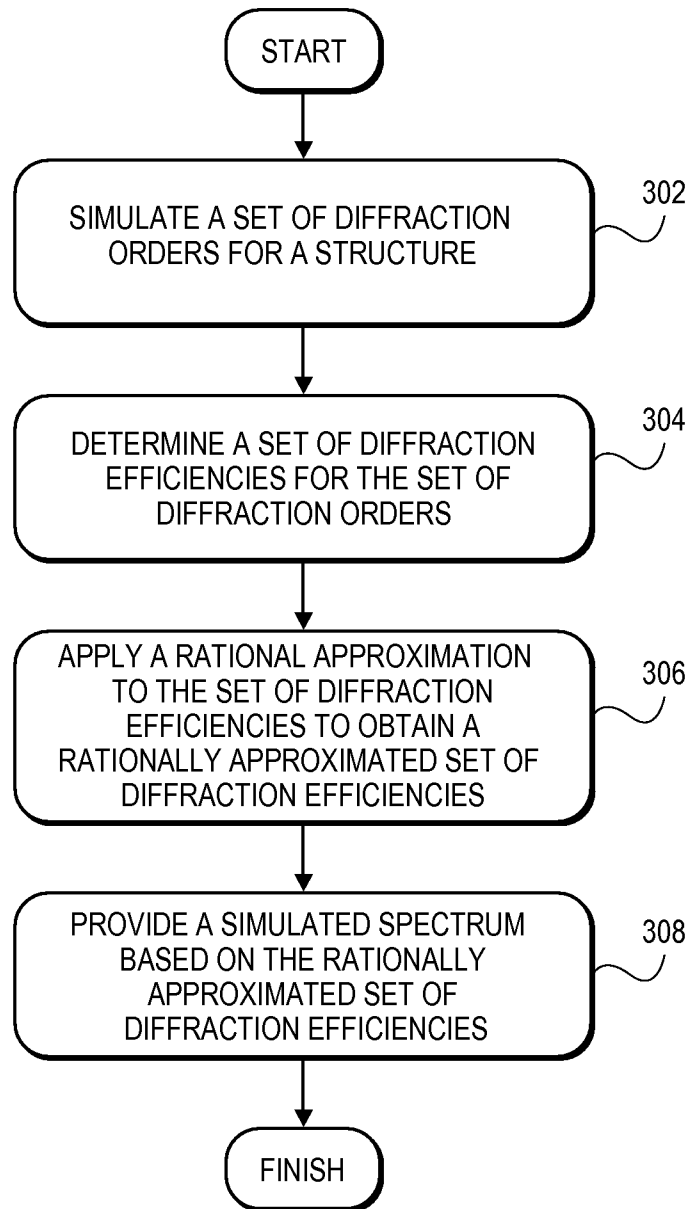 START
SIMULATE A SET OF DIFFRACTION
ORDERS FOR A STRUCTURE
302
DETERMINE A SET OF DIFFRACTION
EFFICIENCIES FOR THE SET OF
DIFFRACTION ORDERS
304
APPLY A RATIONAL APPROXIMATION
TO THE SET OF DIFFRACTION
EFFICIENCIES TO OBTAIN A
RATIONALLY APPROXIMATED SET OF
DIFFRACTION EFFICIENCIES
306
PROVIDE A SIMULATED SPECTRUM
BASED ON THE RATIONALLY
APPROXIMATED SET OF
DIFFRACTION EFFICIENCIES
308
FINISH